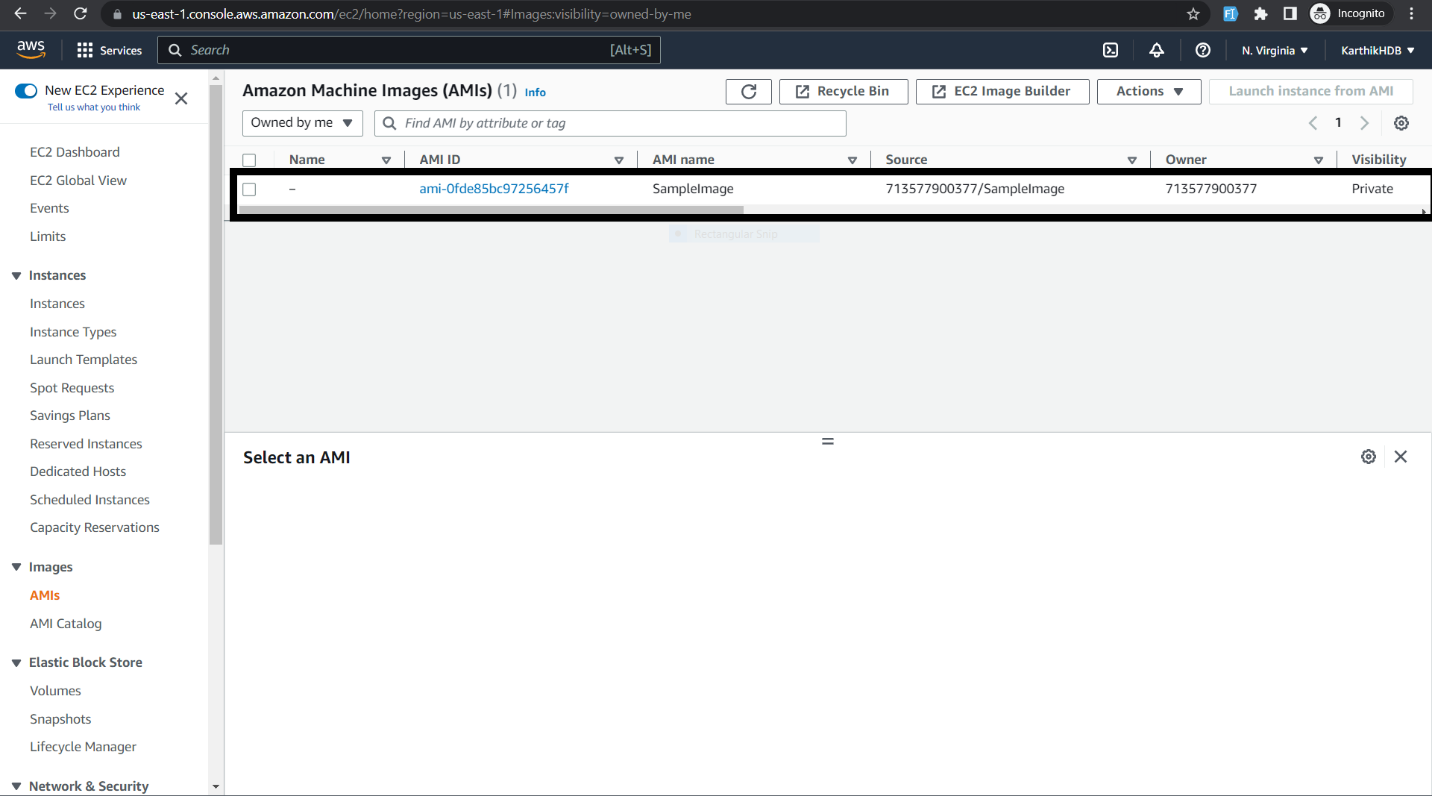 us-east-1.console.aws.amazon.com/ec2/home?region=us-east-1#Images:visibility=owned-by-me
Incognito
aws
Services
Search
[Alt+S]
N. Virginia
KarthikHDB
New EC2 Experience
Tell us what you think
EC2 Dashboard
EC2 Global View
Events
Limits
Instances
Instances
Instance Types
Launch Templates
Spot Requests
Savings Plans
Reserved Instances
Dedicated Hosts
Scheduled Instances
Capacity Reservations
Images
AMIs
AMI Catalog
Elastic Block Store
Volumes
Snapshots
Lifecycle Manager
Network & Security
Amazon Machine Images (AMIs) (1) Info
Recycle Bin
EC2 Image Builder
Actions
Launch instance from AMI
Owned by me
Find AMI by attribute or tag
1
Name AMI ID AMI name Source Owner Visibility
– ami-0fde85bc97256457f SampleImage 713577900377/SampleImage 713577900377 Private
Rectangular Snip
Select an AMI